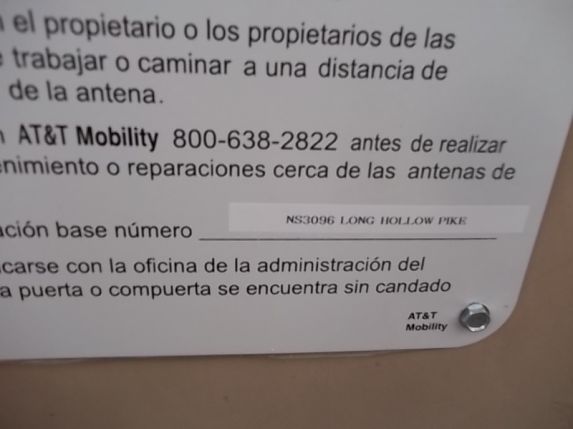 el propietario o los propietarios de las
trabajar o caminar a una distancia de
de la antena.
AT&T Mobility 800-638-2822 antes de realizar
nimiento o reparaciones cerca de las antenas de
ción base número NS3096 LONG HOLLOW PIKE
carse con la oficina de la administración del
a puerta o compuerta se encuentra sin candado
AT&T
Mobility